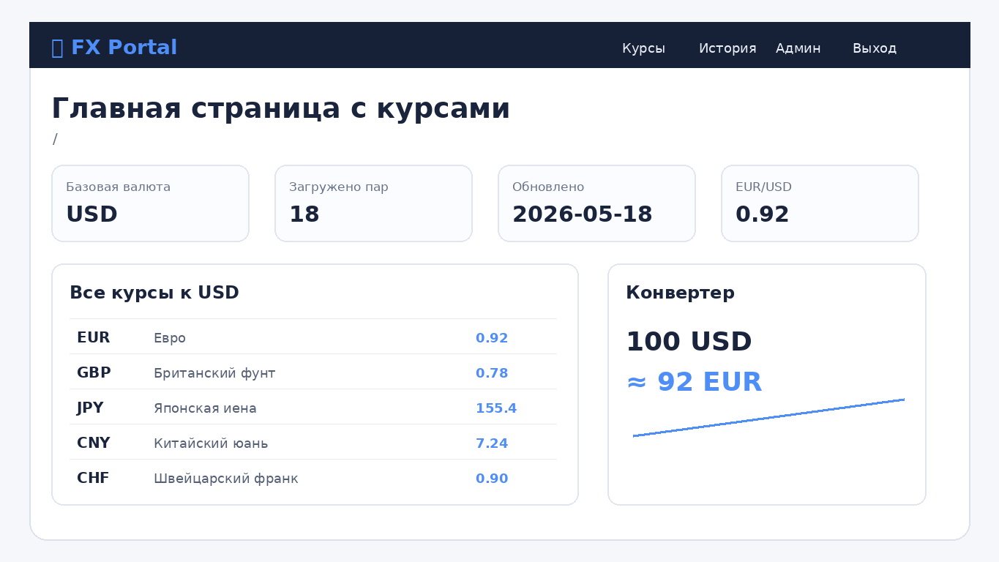 FX Portal Курсы История Админ Выход
Главная страница с курсами
/
Базовая валюта Загружено пар Обновлено EUR/USD
USD 18 2026-05-18 0.92
Все курсы к USD
EUR Евро 0.92
GBP Британский фунт 0.78
JPY Японская иена 155.4
CNY Китайский юань 7.24
CHF Швейцарский франк 0.90
Конвертер
100 USD
≈ 92 EUR